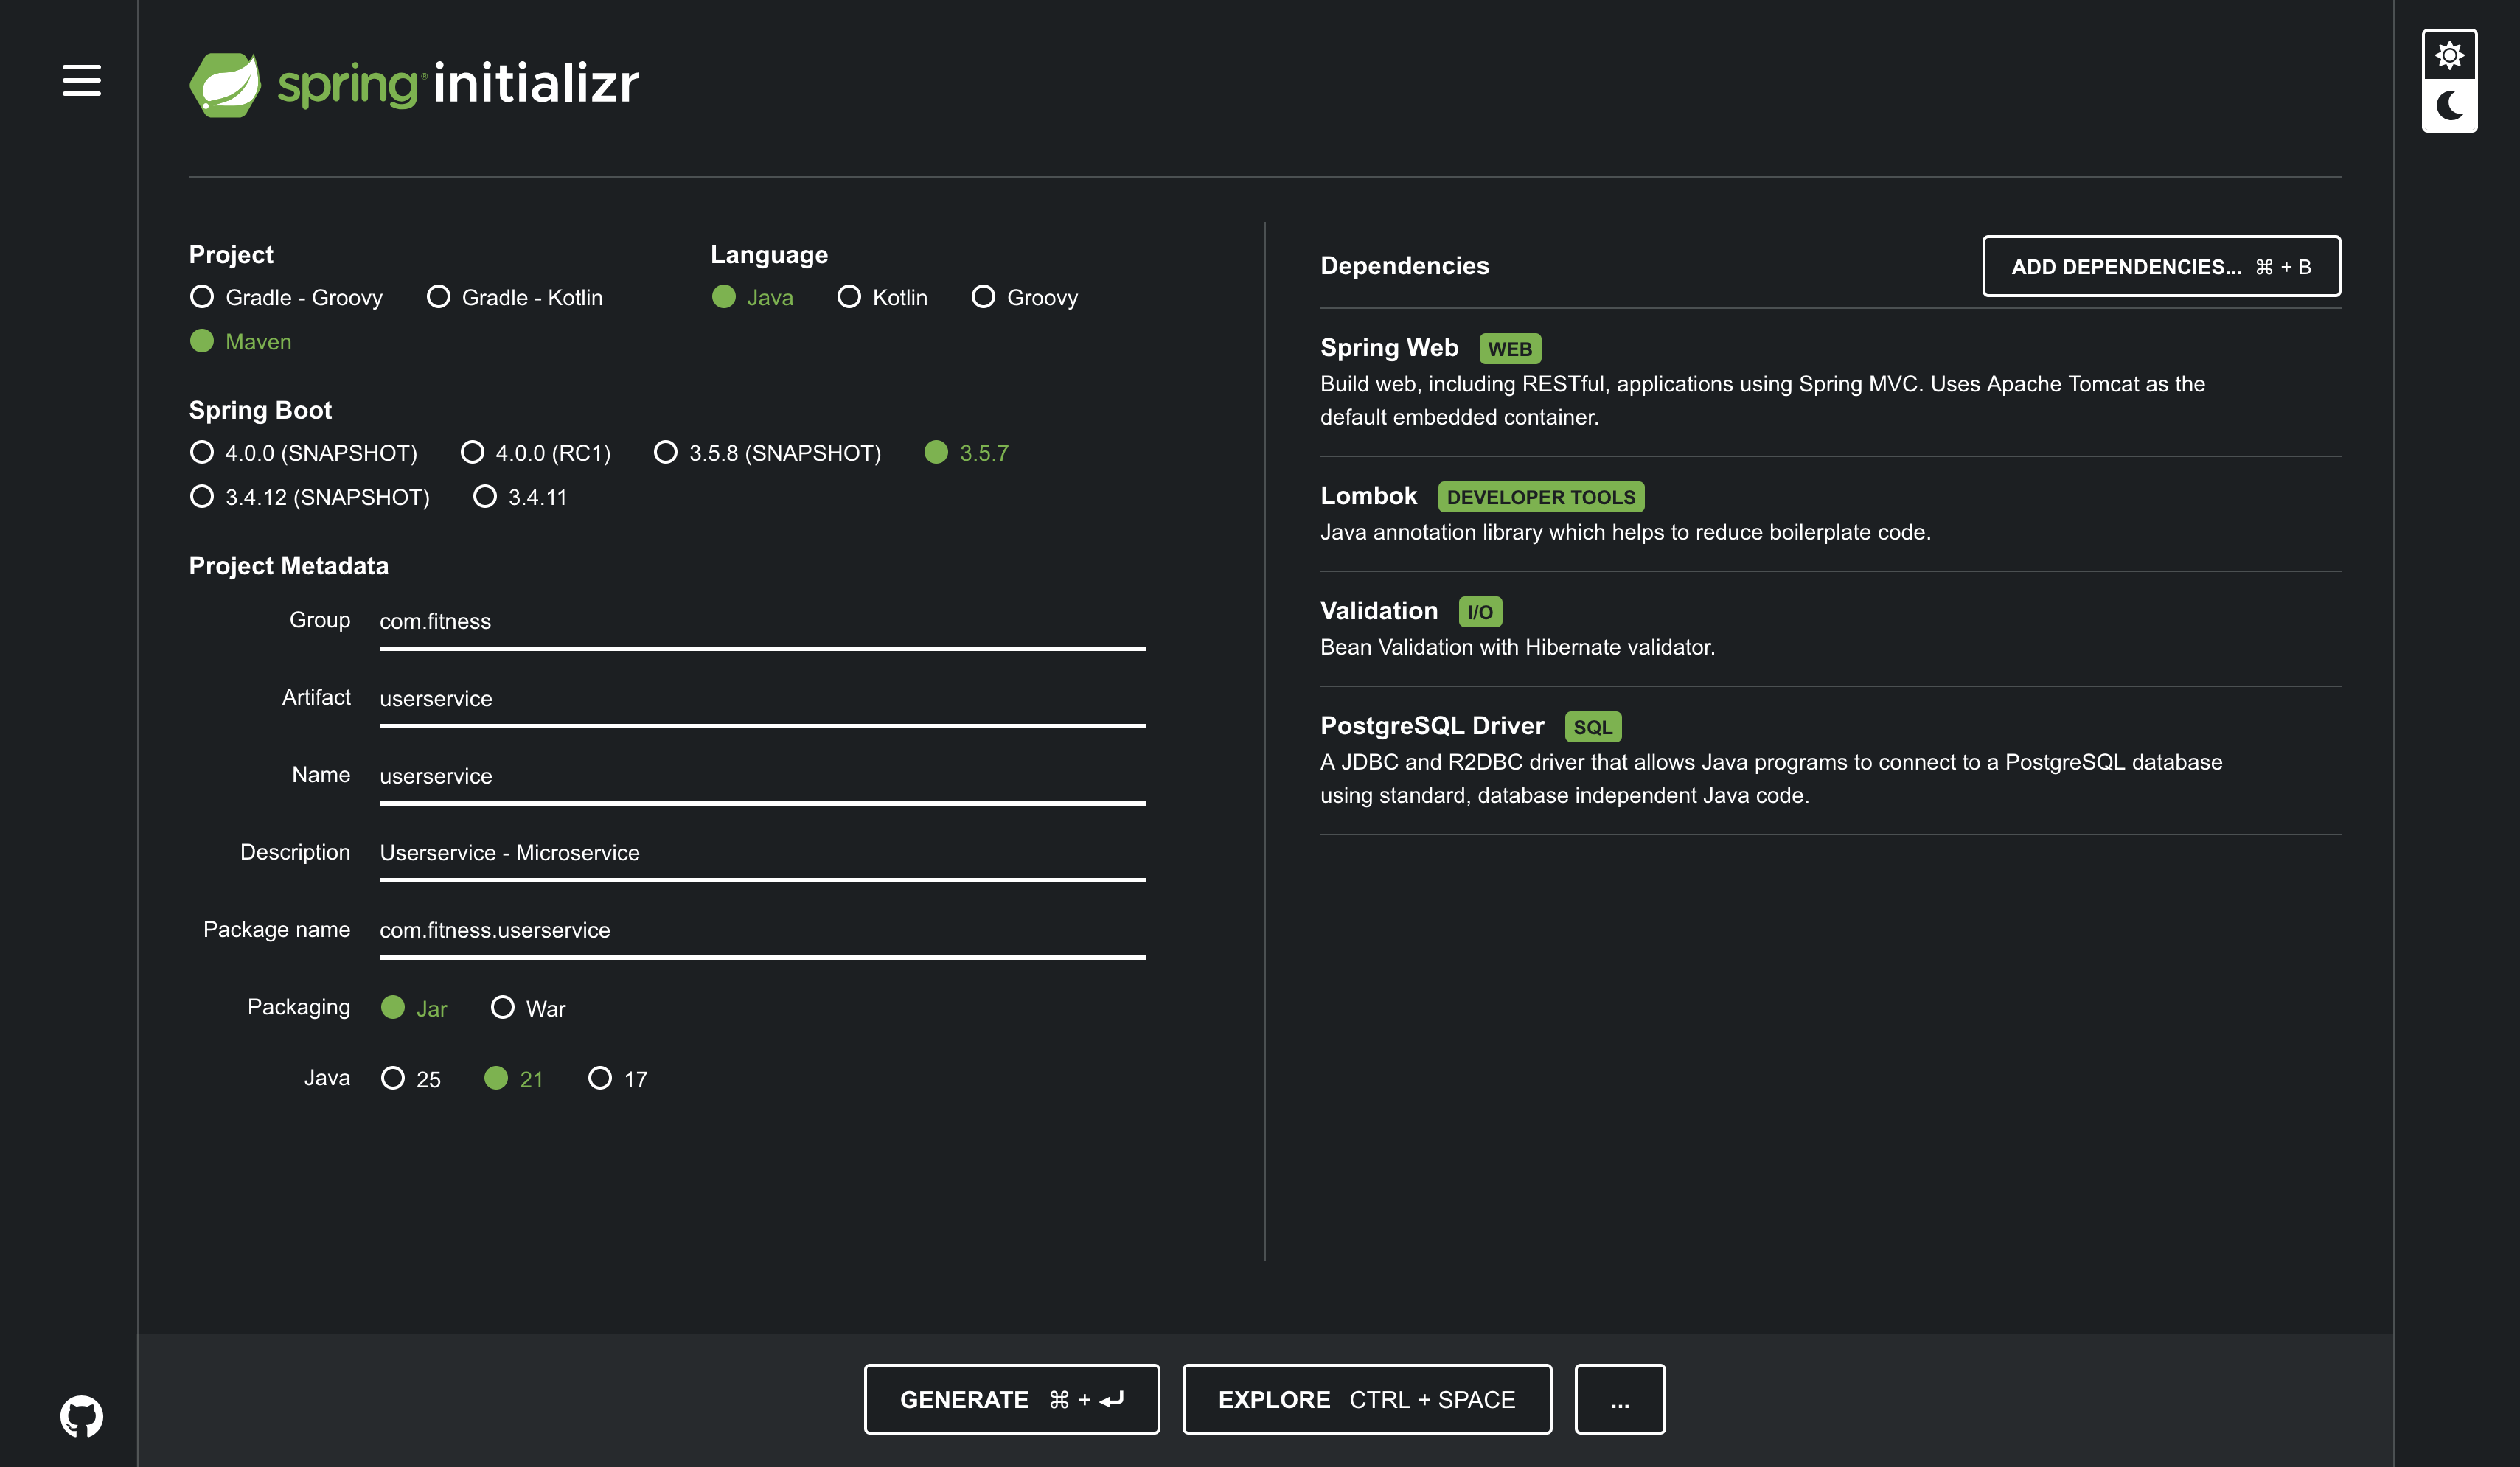 spring initializr
Project
Gradle - Groovy Gradle - Kotlin
Maven
Language
Java Kotlin Groovy
Spring Boot
4.0.0 (SNAPSHOT) 4.0.0 (RC1) 3.5.8 (SNAPSHOT) 3.5.7
3.4.12 (SNAPSHOT) 3.4.11
Project Metadata
Group com.fitness
Artifact userservice
Name userservice
Description Userservice - Microservice
Package name com.fitness.userservice
Packaging Jar War
Java 25 21 17
Dependencies
ADD DEPENDENCIES... ⌘ + B
Spring Web WEB
Build web, including RESTful, applications using Spring MVC. Uses Apache Tomcat as the
default embedded container.
Lombok DEVELOPER TOOLS
Java annotation library which helps to reduce boilerplate code.
Validation I/O
Bean Validation with Hibernate validator.
PostgreSQL Driver SQL
A JDBC and R2DBC driver that allows Java programs to connect to a PostgreSQL database
using standard, database independent Java code.
GENERATE ⌘ + ⏎
EXPLORE CTRL + SPACE
...